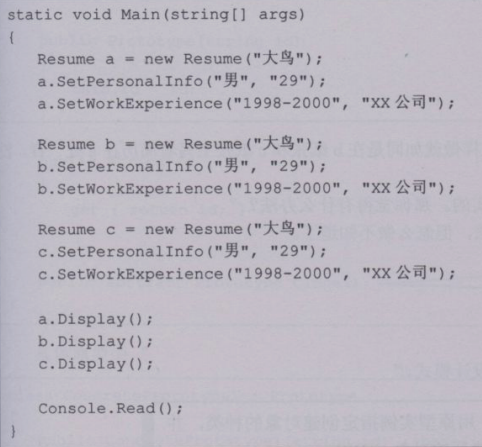 static void Main(string[] args)
{
    Resume a = new Resume("大鸟");
    a.SetPersonalInfo("男", "29");
    a.SetWorkExperience("1998-2000", "XX 公司");

    Resume b = new Resume("大鸟");
    b.SetPersonalInfo("男", "29");
    b.SetWorkExperience("1998-2000", "XX 公司");

    Resume c = new Resume("大鸟");
    c.SetPersonalInfo("男", "29");
    c.SetWorkExperience("1998-2000", "XX 公司");

    a.Display();
    b.Display();
    c.Display();

    Console.Read();
}